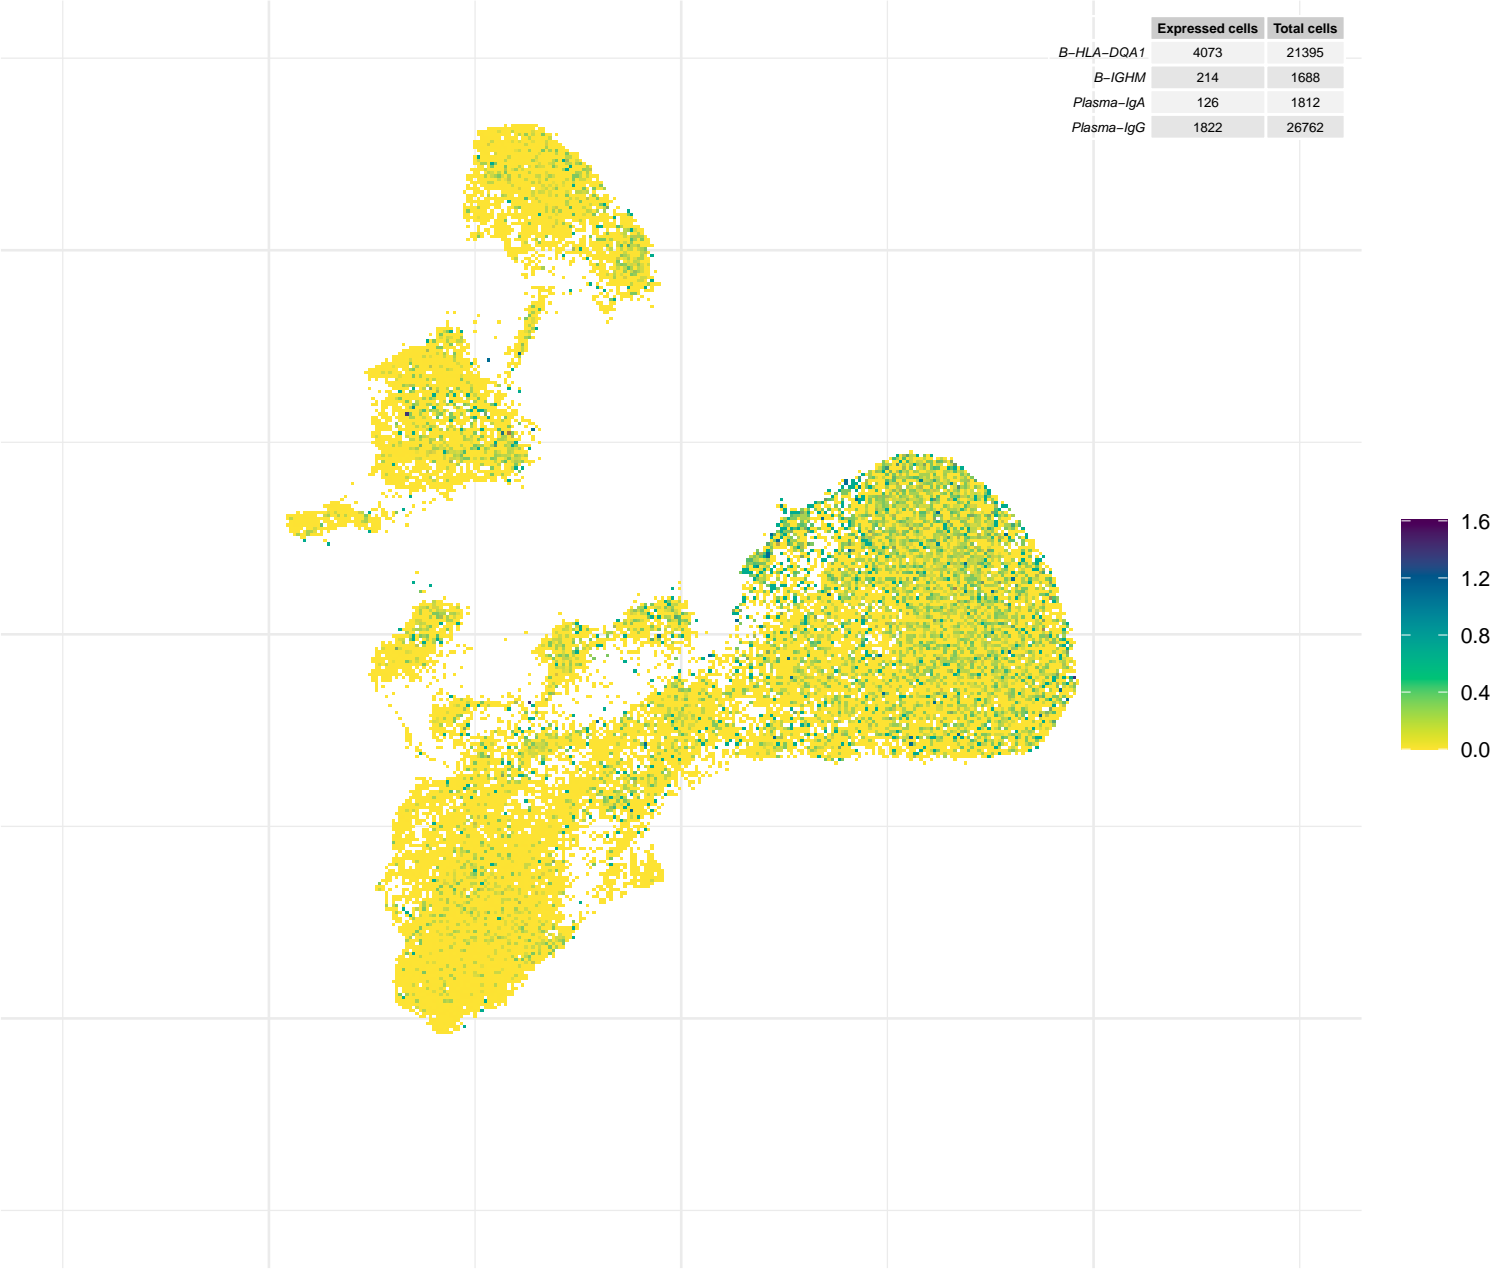 Expressed cells Total cells
B−HLA−DQA1 4073 21395
B−IGHM 214 1688
Plasma−IgA 126 1812
Plasma−IgG 1822 26762
1.6
1.2
0.8
0.4
0.0